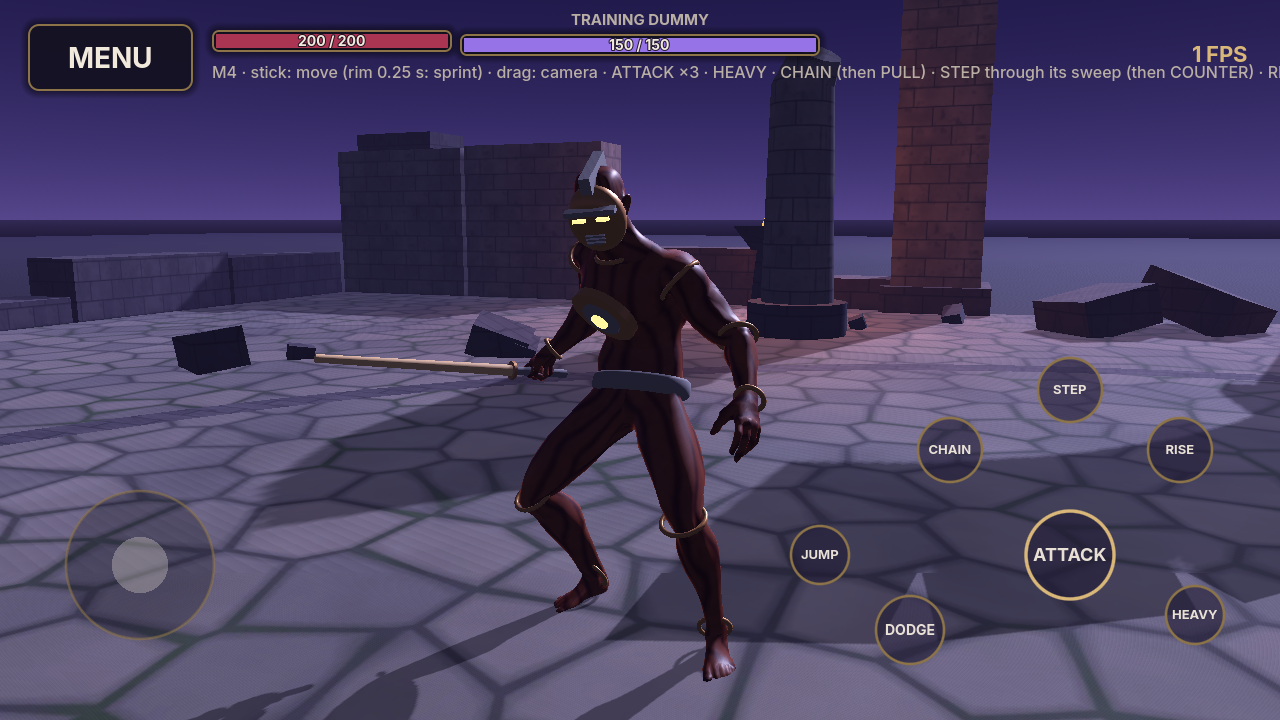 TRAINING DUMMY
MENU
200 / 200
150 / 150
1 FPS
M4 · stick: move (rim 0.25 s: sprint) · drag: camera · ATTACK ×3 · HEAVY · CHAIN (then PULL) · STEP through its sweep (then COUNTER) ·
STEP
CHAIN
RISE
JUMP
ATTACK
DODGE
HEAVY